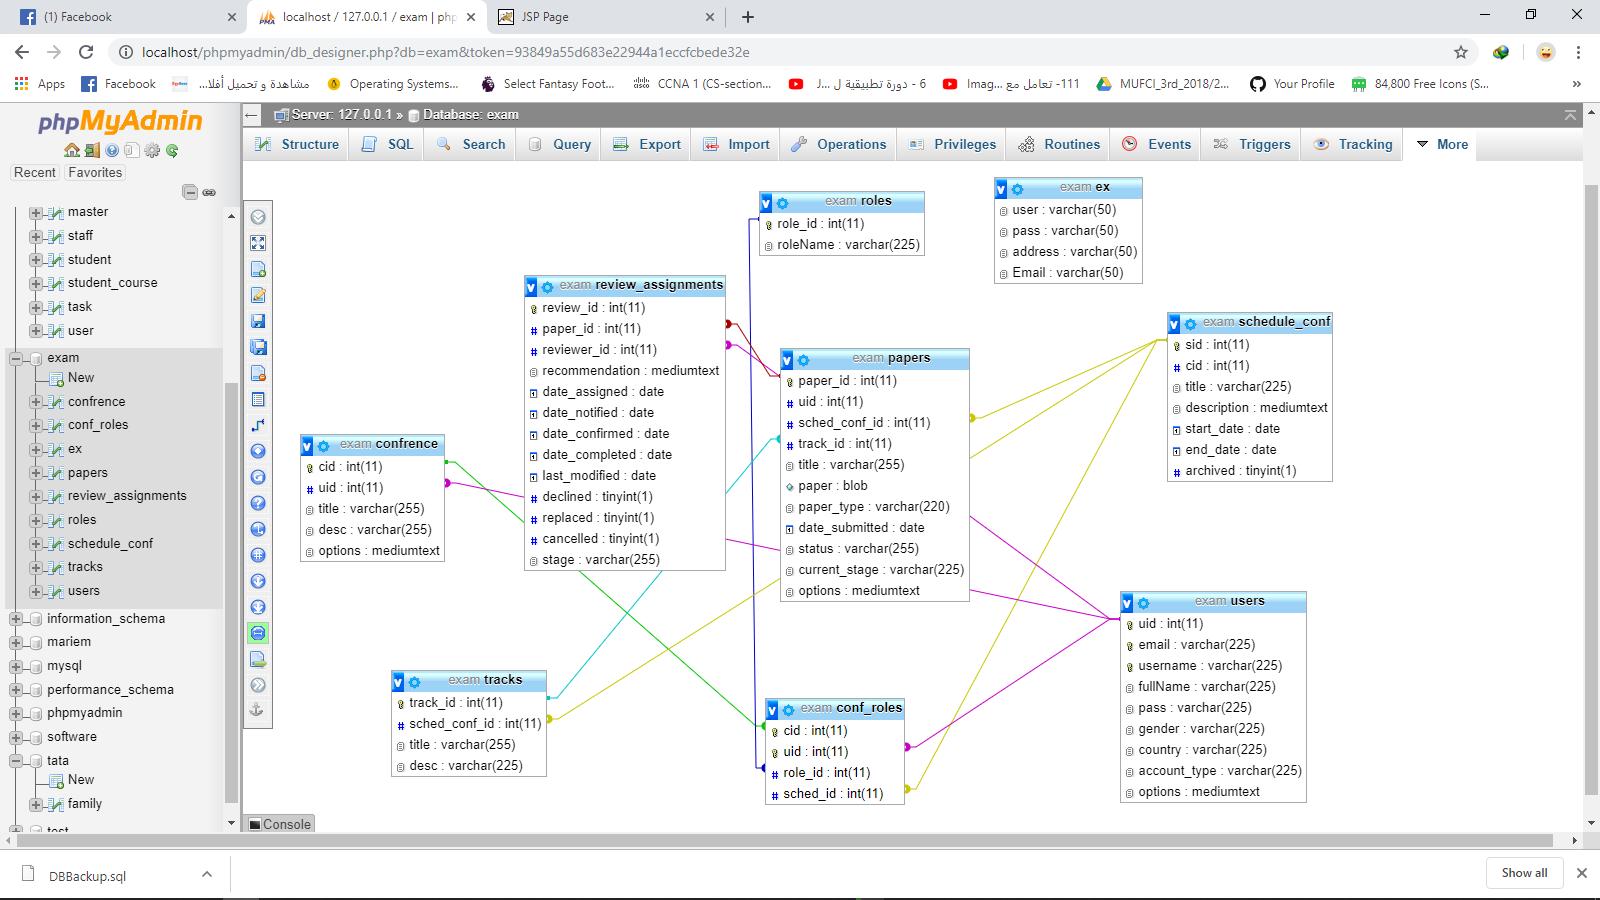 (1) Facebook
localhost / 127.0.0.1 / exam | php
JSP Page
localhost/phpmyadmin/db_designer.php?db=exam&token=93849a55d683e22944a1eccfcbede32e
Apps
Facebook
مشاهدة و تحميل أفلا...
Operating Systems...
Select Fantasy Foot...
CCNA 1 (CS-section...
6 - دورة تطبيقية ل J...
111- تعامل مع Imag...
MUFCI_3rd_2018/2...
Your Profile
84,800 Free Icons (S...
»
phpMyAdmin
Recent
Favorites
master
staff
student
student_course
task
user
exam
New
confrence
conf_roles
ex
papers
review_assignments
roles
schedule_conf
tracks
users
information_schema
mariem
mysql
performance_schema
phpmyadmin
software
tata
New
family
test
Server: 127.0.0.1 » Database: exam
Structure
SQL
Search
Query
Export
Import
Operations
Privileges
Routines
Events
Triggers
Tracking
More
exam roles
role_id : int(11)
roleName : varchar(225)
exam ex
user : varchar(50)
pass : varchar(50)
address : varchar(50)
Email : varchar(50)
exam review_assignments
review_id : int(11)
paper_id : int(11)
reviewer_id : int(11)
recommendation : mediumtext
date_assigned : date
date_notified : date
date_confirmed : date
date_completed : date
last_modified : date
declined : tinyint(1)
replaced : tinyint(1)
cancelled : tinyint(1)
stage : varchar(255)
exam schedule_conf
sid : int(11)
cid : int(11)
title : varchar(225)
description : mediumtext
start_date : date
end_date : date
archived : tinyint(1)
exam papers
paper_id : int(11)
uid : int(11)
sched_conf_id : int(11)
track_id : int(11)
title : varchar(255)
paper : blob
paper_type : varchar(220)
date_submitted : date
status : varchar(255)
current_stage : varchar(225)
options : mediumtext
exam confrence
cid : int(11)
uid : int(11)
title : varchar(255)
desc : varchar(255)
options : mediumtext
exam users
uid : int(11)
email : varchar(225)
username : varchar(225)
fullName : varchar(225)
pass : varchar(225)
gender : varchar(225)
country : varchar(225)
account_type : varchar(225)
options : mediumtext
exam tracks
track_id : int(11)
sched_conf_id : int(11)
title : varchar(255)
desc : varchar(225)
exam conf_roles
cid : int(11)
uid : int(11)
role_id : int(11)
sched_id : int(11)
Console
DBBackup.sql
Show all